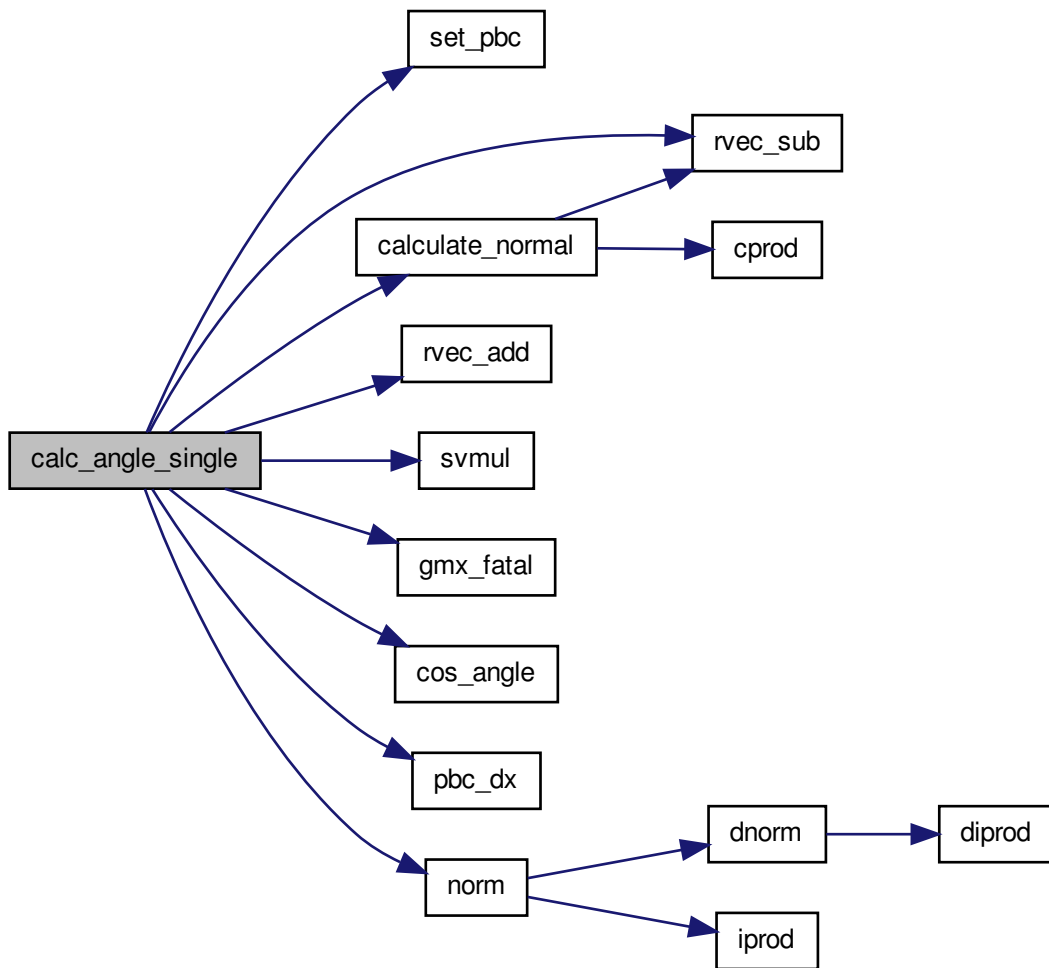 set_pbc
rvec_sub
calculate_normal
cprod
rvec_add
calc_angle_single
svmul
gmx_fatal
cos_angle
pbc_dx
dnorm
diprod
norm
iprod